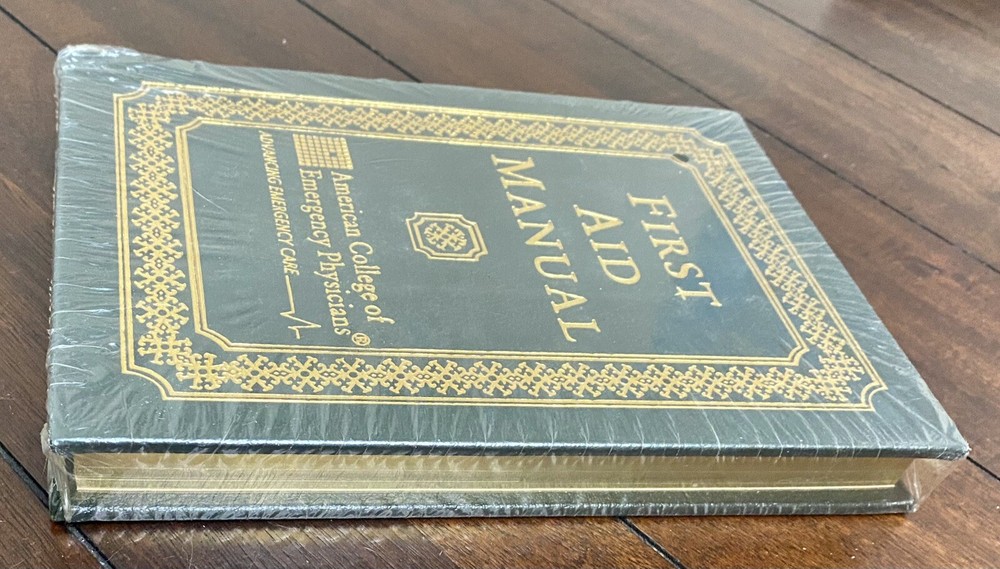 FIRST
AID
MANUAL
American College of
Emergency Physicians®
ADVANCING EMERGENCY CARE